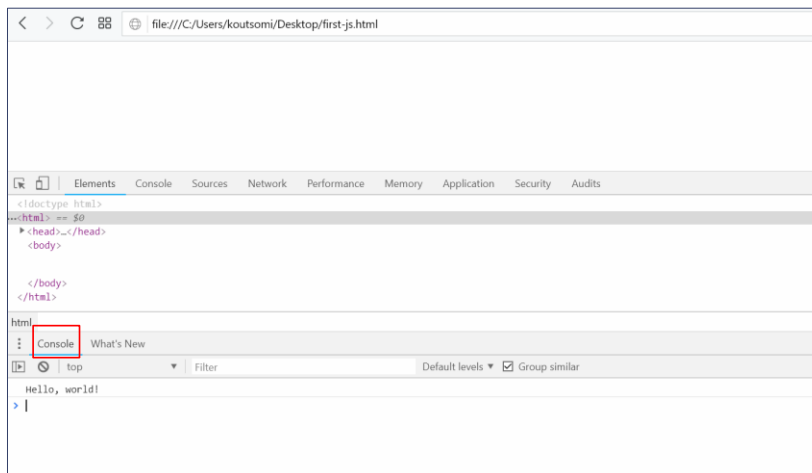 file:///C:/Users/koutsomi/Desktop/first-js.html
Elements Console Sources Network Performance Memory Application Security Audits
<!doctype html>
...<html> == $0
<head>…</head>
<body>
</body>
</html>
html
Console What's New
top Filter Default levels Group similar
Hello, world!
>